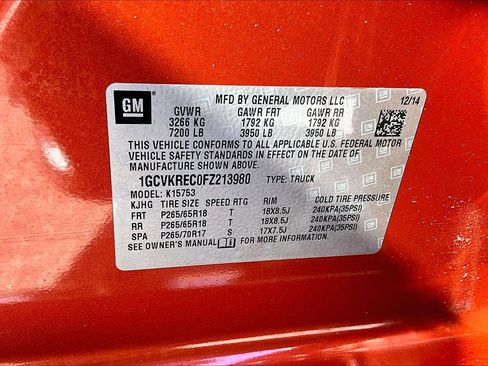 GM
MFD BY GENERAL MOTORS LLC 12/14
GVWR GAWR FRT GAWR RR
3266 KG 1792 KG 1792 KG
7200 LB 3950 LB 3950 LB
THIS VEHICLE CONFORMS TO ALL APPLICABLE U.S. FEDERAL MOTOR
VEHICLE SAFETY STANDARDS IN EFFECT ON THE DATE OF
MANUFACTURE SHOWN ABOVE.
1GCVKREC0FZ213980 TYPE: TRUCK
MODEL: K15753
KJHG TIRE SIZE SPEED RTG RIM COLD TIRE PRESSURE
FRT P265/65R18 T 18X8.5J 240KPA(35PSI)
RR P265/65R18 T 18X8.5J 240KPA(35PSI)
SPA P265/70R17 S 17X7.5J 240KPA(35PSI)
SEE OWNER'S MANUAL FOR MORE INFORMATION.